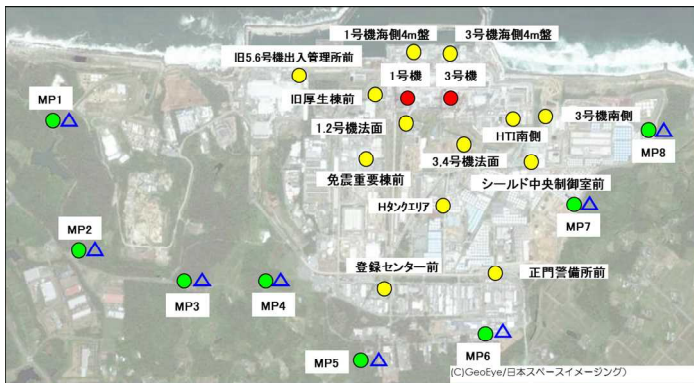 1号機海側4m盤
3号機海側4m盤
旧5.6号機出入管理所前
1号機
3号機
MP1
旧厚生棟前
3号機南側
1.2号機法面
HTI南側
MP8
3.4号機法面
免震重要棟前
シールド中央制御室前
Hタンクエリア
MP7
MP2
登録センター前
正門警備所前
MP3
MP4
MP5
MP6
(C)GeoEye/日本スペースイメージング)